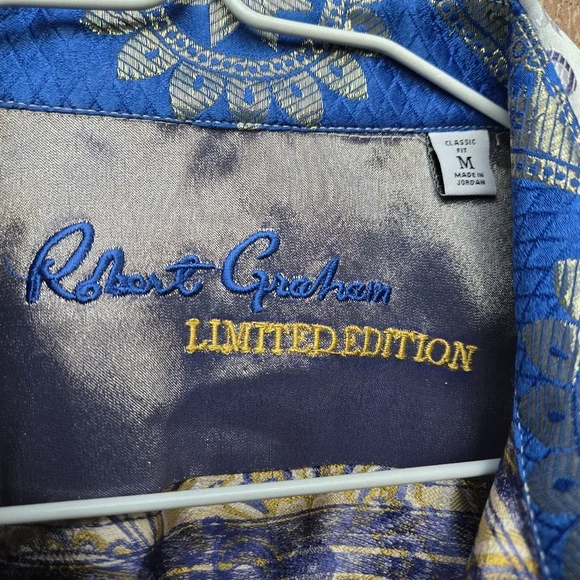 CLASSIC
FIT
M
MADE IN
JORDAN
Robert Graham
LIMITED EDITION